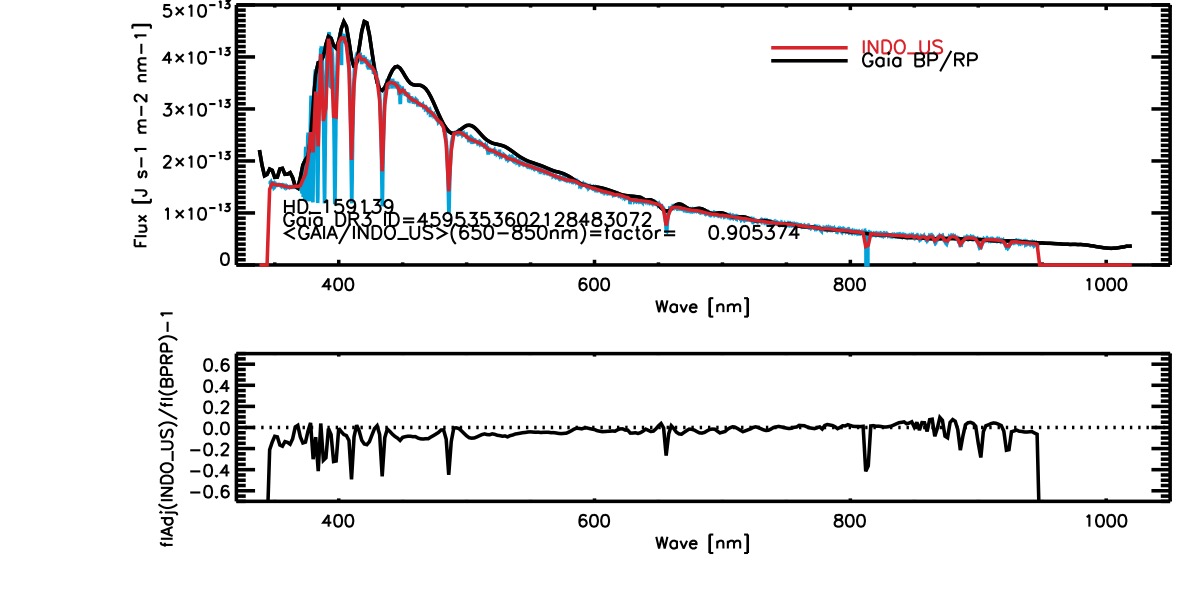 5×10−13
4×10−13
3×10−13
2×10−13
1×10−13
0
Flux [J s−1 m−2 nm−1]
INDO_US
Gaia BP/RP
HD_159139
Gaia DR3 ID=4595353602128483072
<GAIA/INDO_US>(650−850nm)=factor= 0.905374
400 600 800 1000
Wave [nm]
flAdj(INDO_US)/fl(BPRP)−1
0.6
0.4
0.2
0.0
−0.2
−0.4
−0.6
400 600 800 1000
Wave [nm]